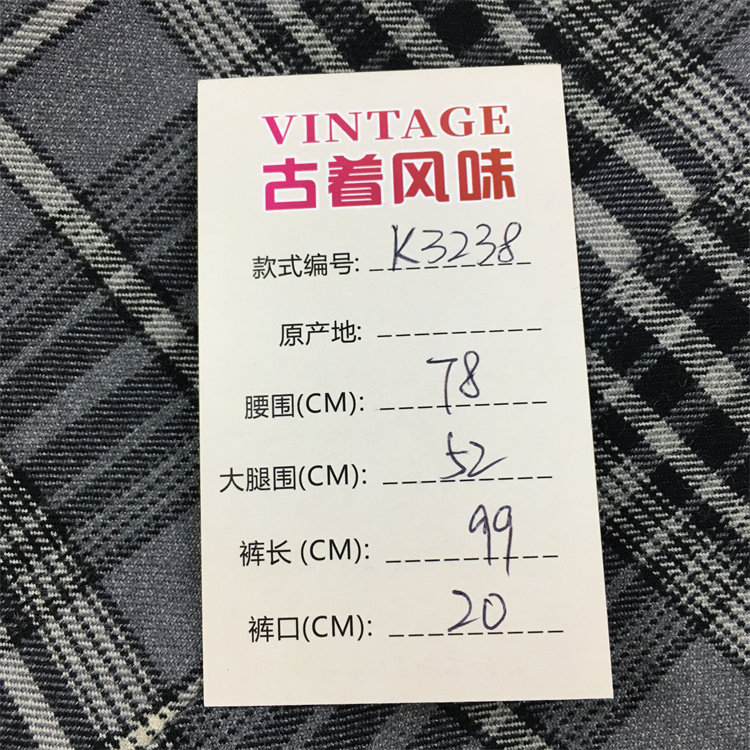 VINTAGE
古着风味
款式编号: K3238
原产地:
腰围(CM): 78
大腿围(CM): 52
裤长 (CM): 99
裤口(CM): 20